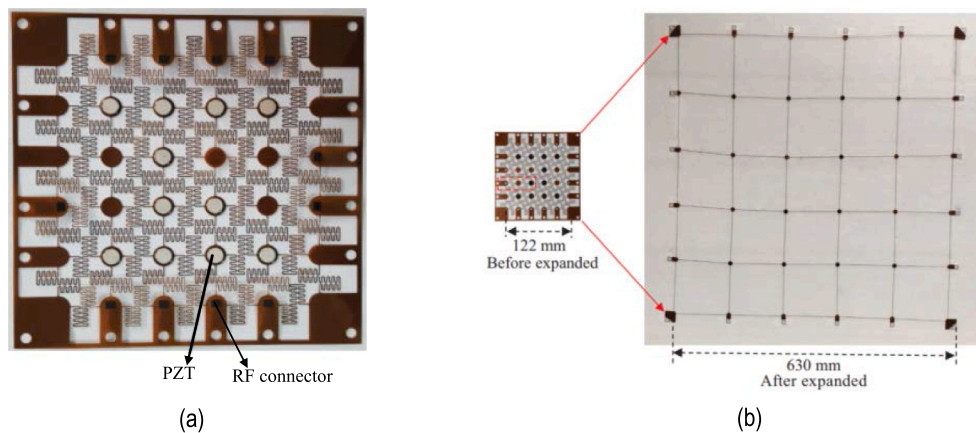 PZT
RF connector
(a)
122 mm
Before expanded
630 mm
After expanded
(b)